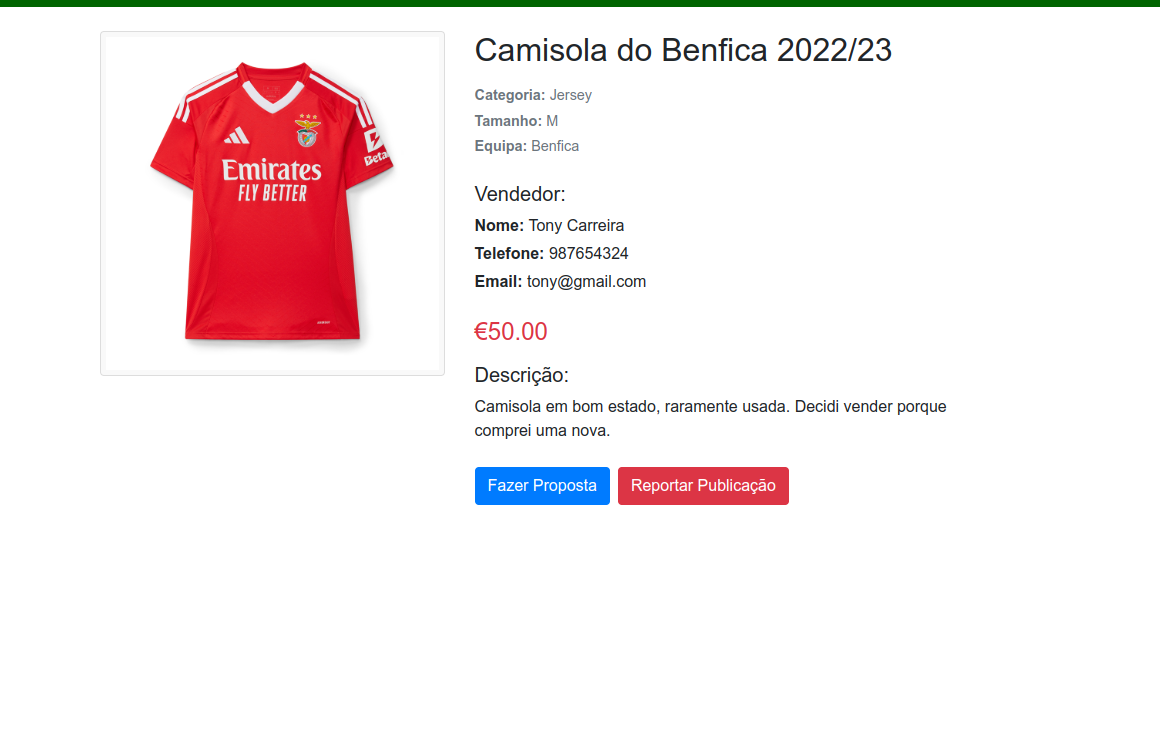 Camisola do Benfica 2022/23
Categoria: Jersey
Tamanho: M
Equipa: Benfica
Emirates
FLY BETTER
Vendedor:
Nome: Tony Carreira
Telefone: 987654324
Email: tony@gmail.com
€50.00
Descrição:
Camisola em bom estado, raramente usada. Decidi vender porque
comprei uma nova.
Fazer Proposta
Reportar Publicação